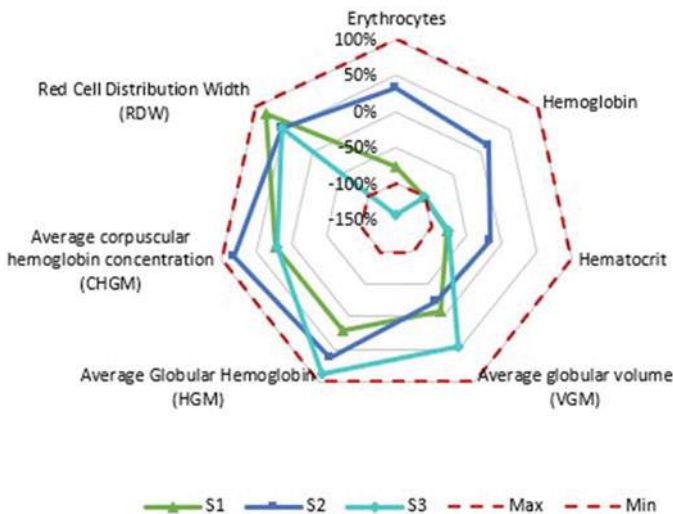 Erythrocytes
100%
50%
0%
-50%
-100%
-150%
Hemoglobin
Hematocrit
Average globular volume
(VGM)
Average Globular Hemoglobin
(HGM)
Average corpuscular
hemoglobin concentration
(CHGM)
Red Cell Distribution Width
(RDW)
S1 S2 S3 Max Min